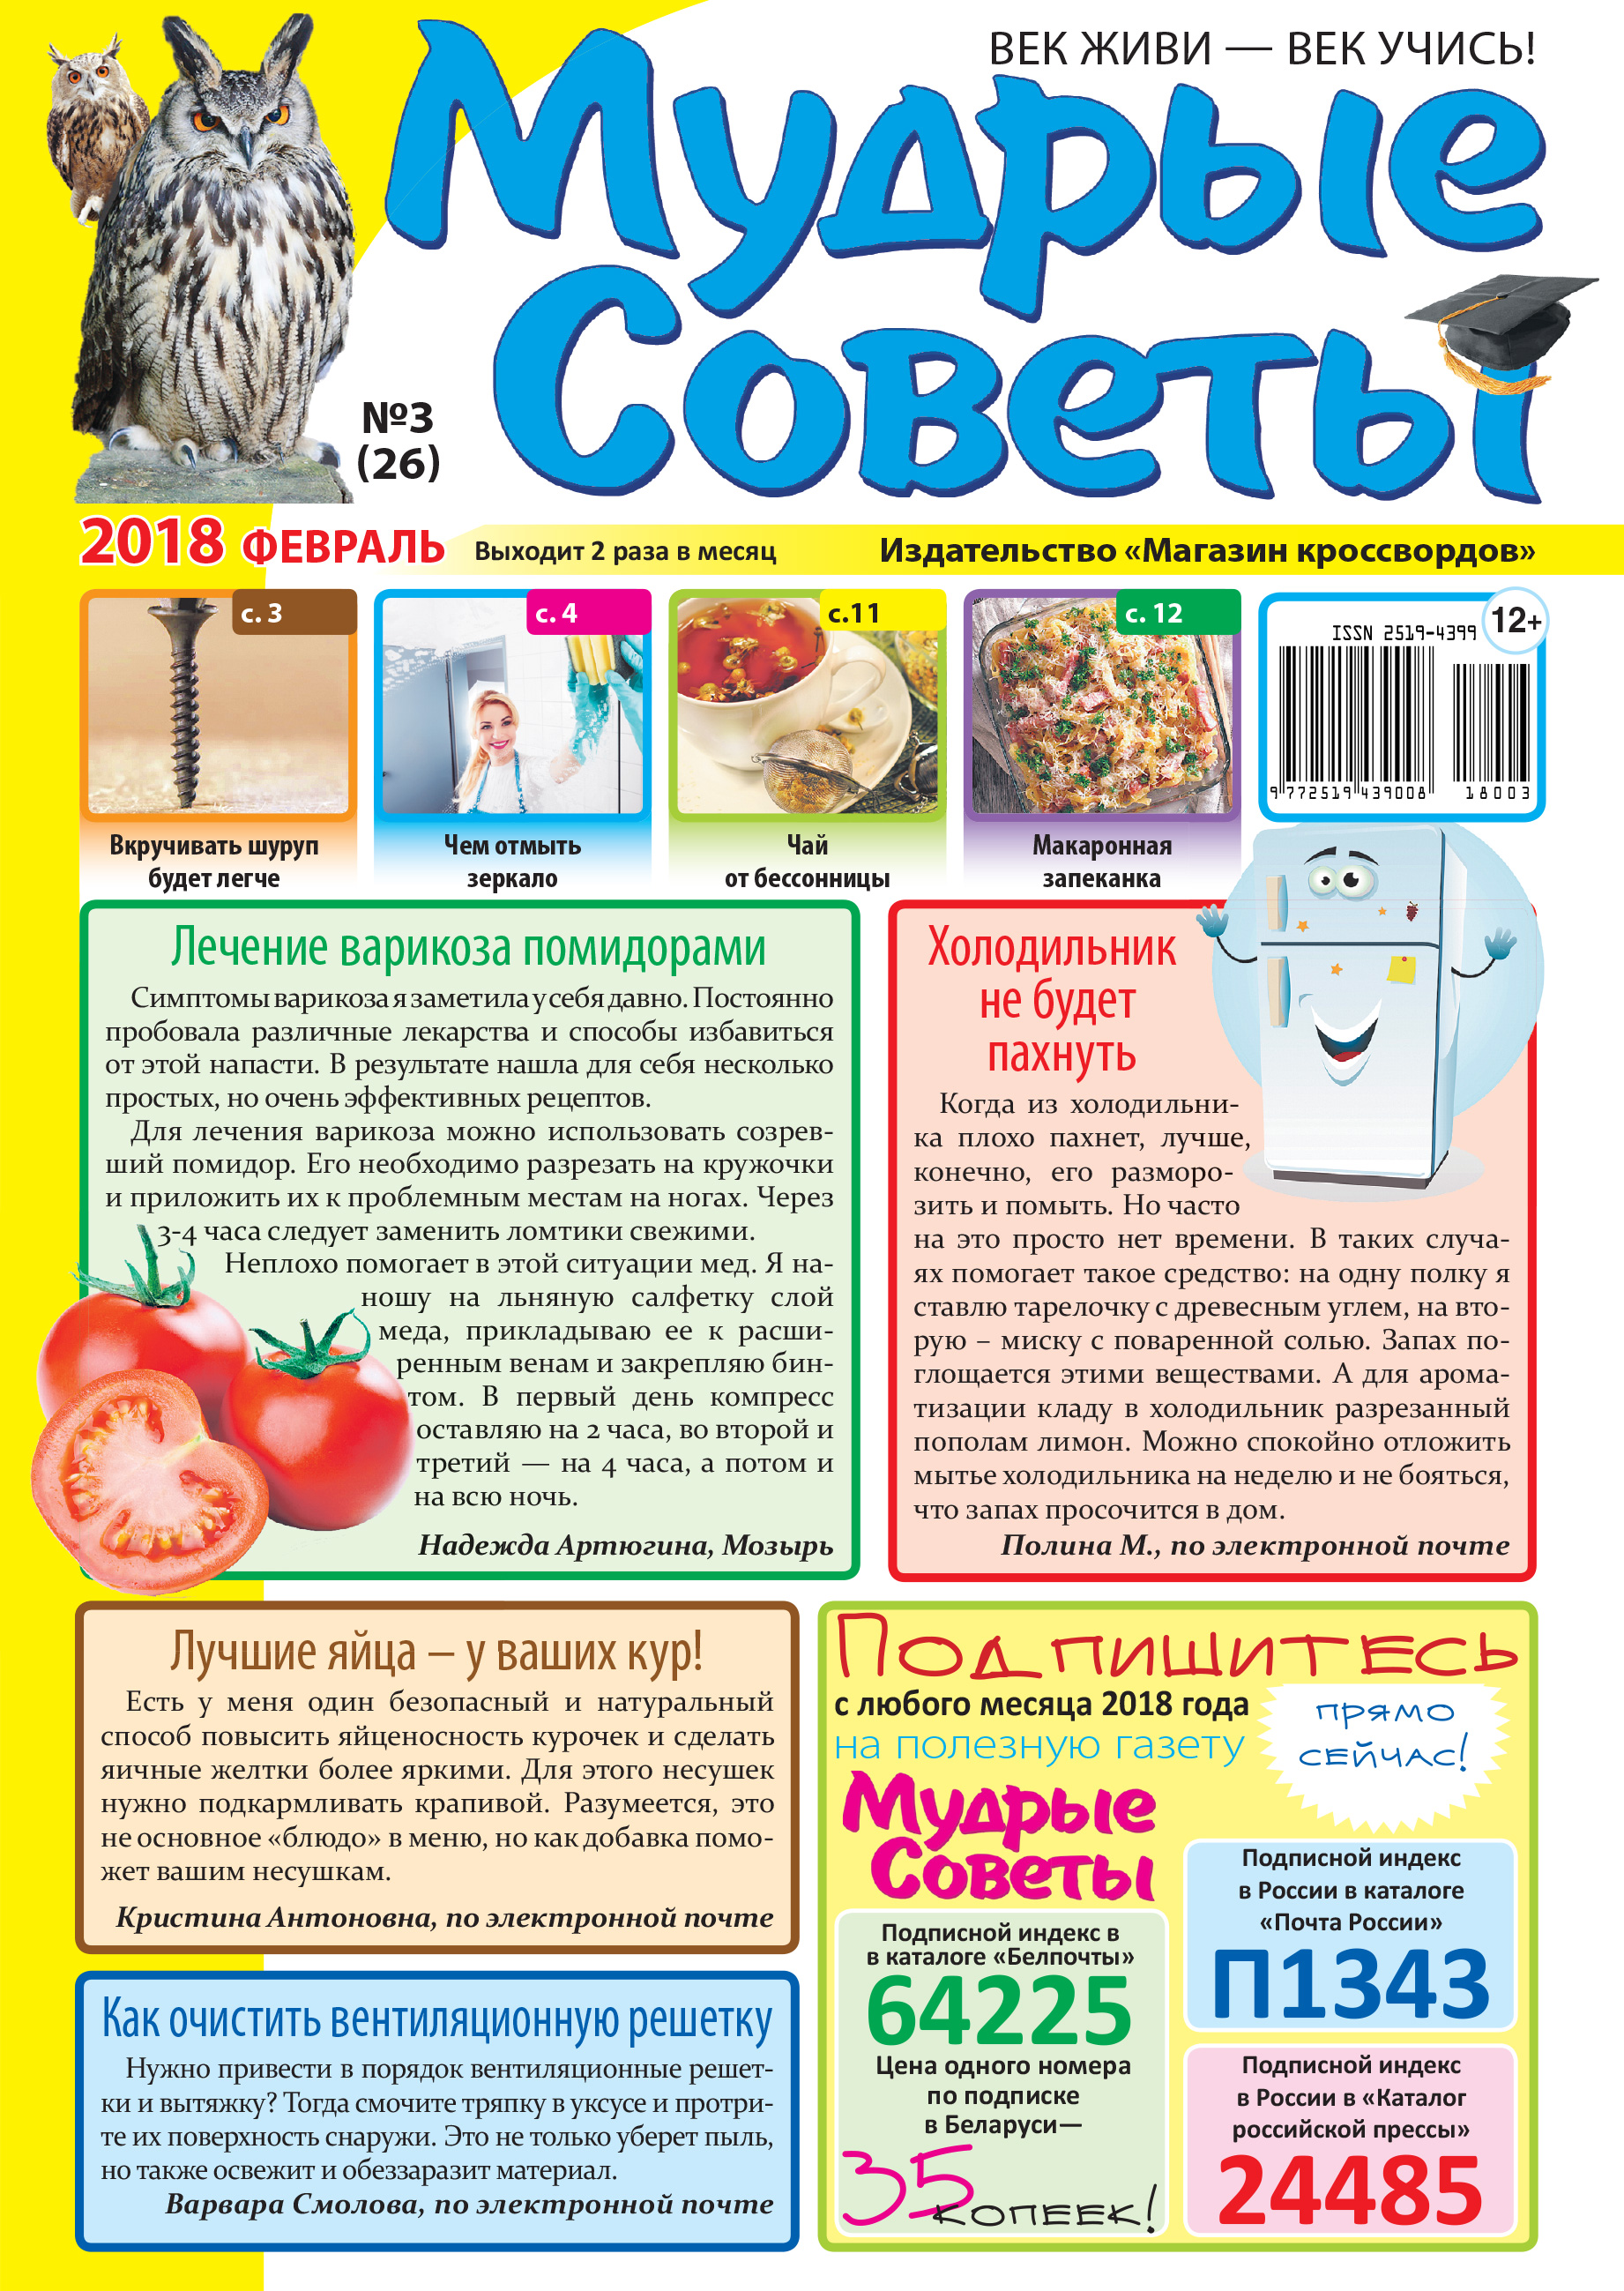 ВЕК ЖИВИ — ВЕК УЧИСЬ!
Мудрые
Советы
№3
(26)
2018 ФЕВРАЛЬ
Выходит 2 раза в месяц
Издательство «Магазин кроссвордов»
с. 3
Вкручивать шуруп
будет легче
с. 4
Чем отмыть
зеркало
с.11
Чай
от бессонницы
с. 12
Макаронная
запеканка
12+
ISSN 2519-4399
9 772519 439008 18003
Лечение варикоза помидорами
Симптомы варикоза я заметила у себя давно. Постоянно
пробовала различные лекарства и способы избавиться
от этой напасти. В результате нашла для себя несколько
простых, но очень эффективных рецептов.
Для лечения варикоза можно использовать созрев-
ший помидор. Его необходимо разрезать на кружочки
и приложить их к проблемным местам на ногах. Через
3-4 часа следует заменить ломтики свежими.
Неплохо помогает в этой ситуации мед. Я на-
ношу на льняную салфетку слой
меда, прикладываю ее к расши-
ренным венам и закрепляю бин-
том. В первый день компресс
оставляю на 2 часа, во второй и
третий — на 4 часа, а потом и
на всю ночь.
Надежда Артюгина, Мозырь
Холодильник
не будет
пахнуть
Когда из холодильни-
ка плохо пахнет, лучше,
конечно, его разморо-
зить и помыть. Но часто
на это просто нет времени. В таких случа-
ях помогает такое средство: на одну полку я
ставлю тарелочку с древесным углем, на вто-
рую – миску с поваренной солью. Запах по-
глощается этими веществами. А для арома-
тизации кладу в холодильник разрезанный
пополам лимон. Можно спокойно отложить
мытье холодильника на неделю и не бояться,
что запах просочится в дом.
Полина М., по электронной почте
Лучшие яйца – у ваших кур!
Есть у меня один безопасный и натуральный
способ повысить яйценосность курочек и сделать
яичные желтки более яркими. Для этого несушек
нужно подкармливать крапивой. Разумеется, это
не основное «блюдо» в меню, но как добавка помо-
жет вашим несушкам.
Кристина Антоновна, по электронной почте
Как очистить вентиляционную решетку
Нужно привести в порядок вентиляционные решет-
ки и вытяжку? Тогда смочите тряпку в уксусе и протри-
те их поверхность снаружи. Это не только уберет пыль,
но также освежит и обеззаразит материал.
Варвара Смолова, по электронной почте
Подпишитесь
с любого месяца 2018 года
на полезную газету
прямо
сейчас!
Мудрые
Советы
Подписной индекс в
в каталоге «Белпочты»
64225
Цена одного номера
по подписке
в Беларуси—
35 копеек!
Подписной индекс
в России в каталоге
«Почта России»
П1343
Подписной индекс
в России в «Каталог
российской прессы»
24485